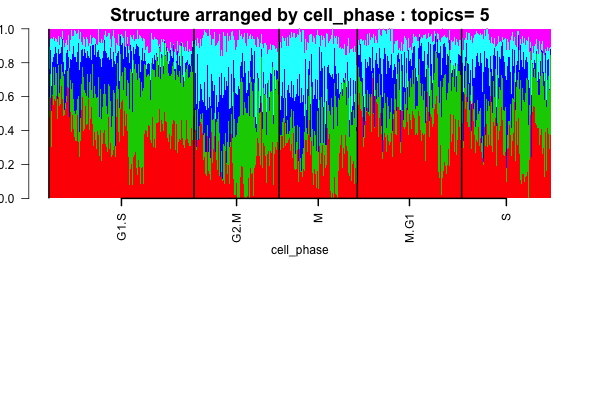 Structure arranged by cell_phase : topics= 5
1.0
0.8
0.6
0.4
0.2
0.0
G1.S
G2.M
M
M.G1
S
cell_phase